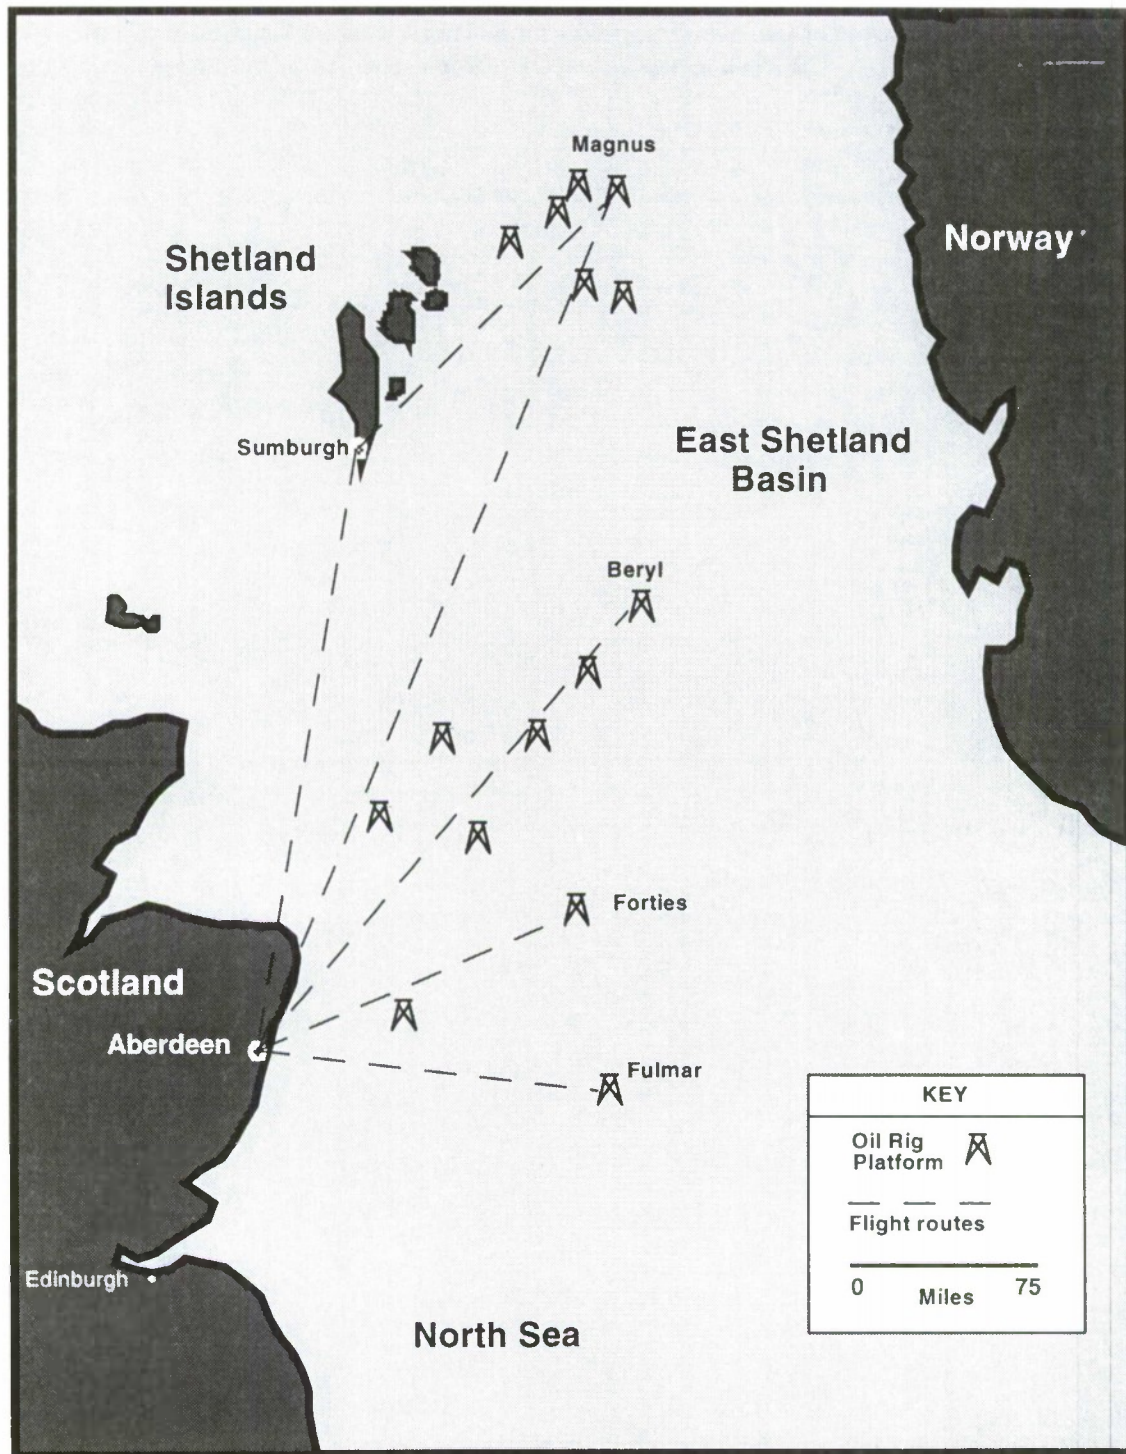 Magnus
Norway
Shetland
Islands
Sumburgh
East Shetland
Basin
Beryl
Forties
Scotland
Aberdeen
Fulmar
KEY
Oil Rig
Platform
Flight routes
0 75
Miles
Edinburgh
North Sea